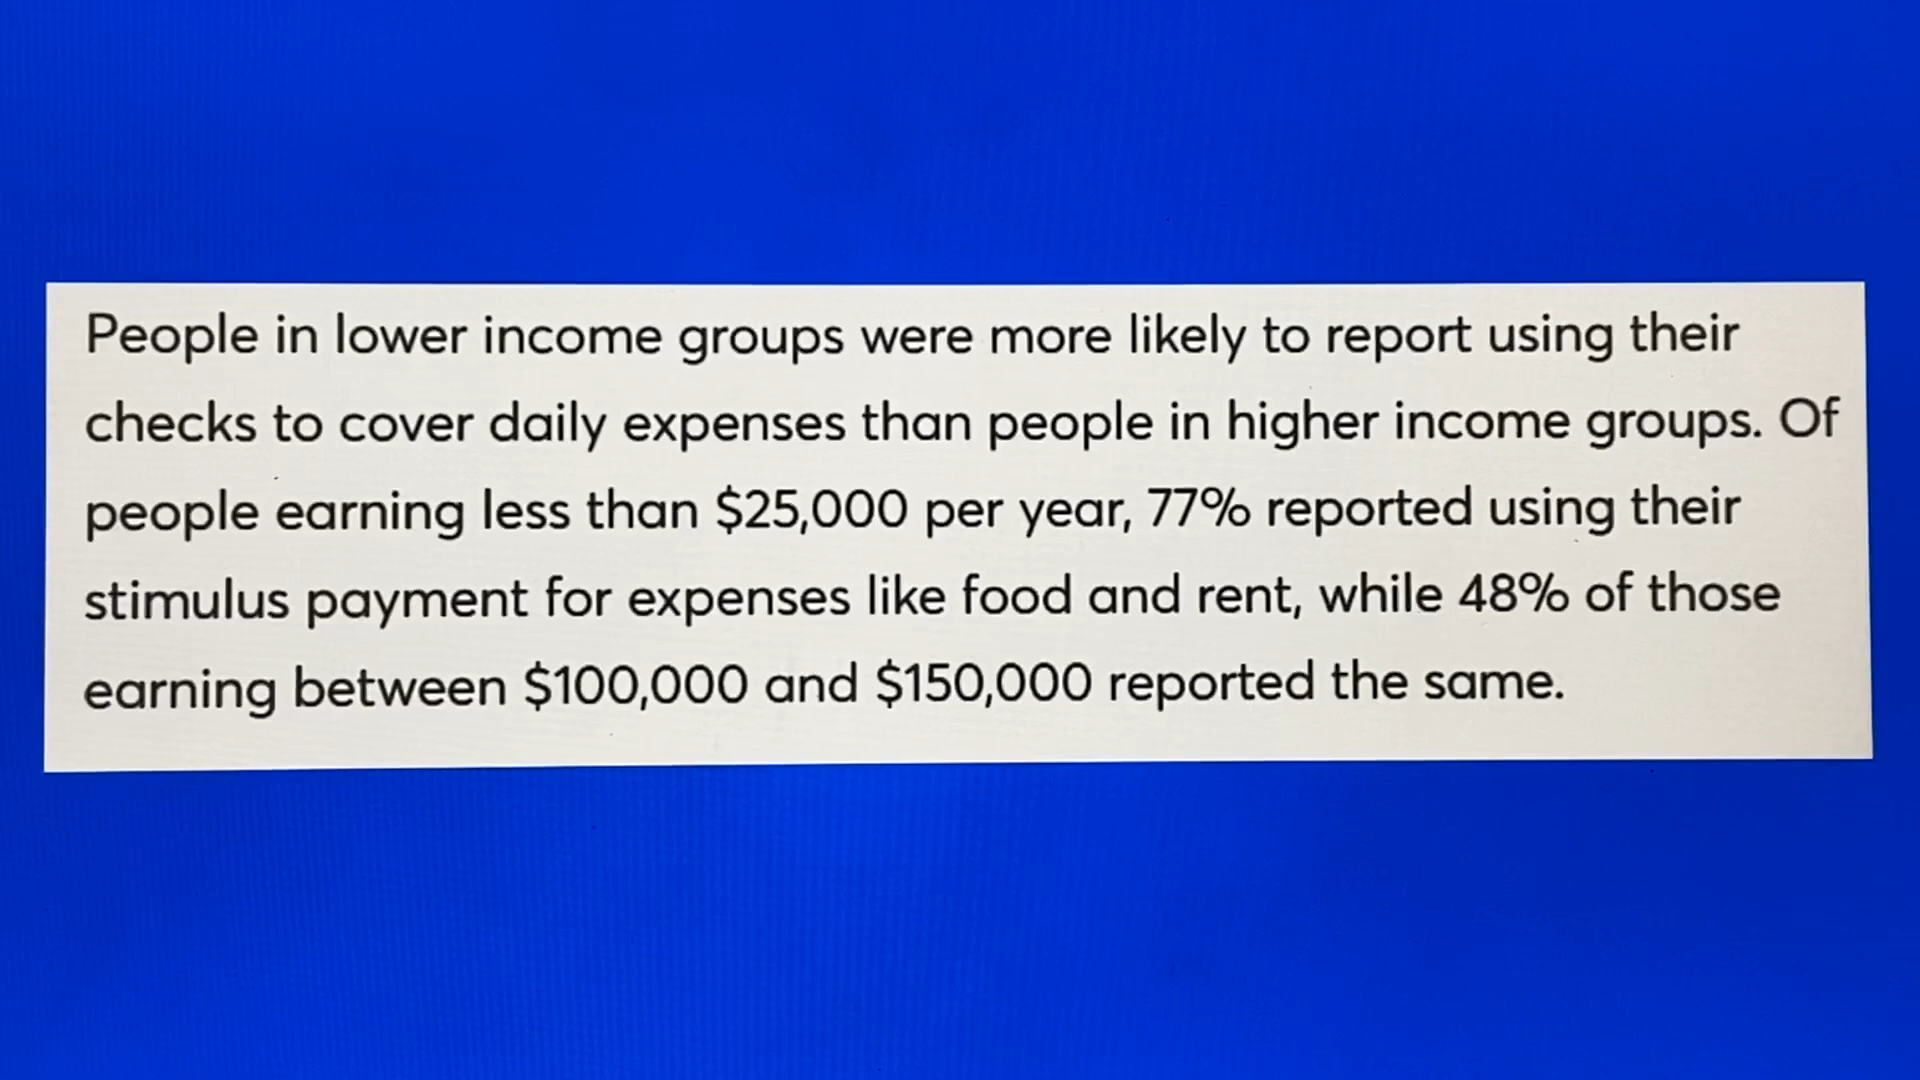 People in lower income groups were more likely to report using their
checks to cover daily expenses than people in higher income groups. Of
people earning less than $25,000 per year, 77% reported using their
stimulus payment for expenses like food and rent, while 48% of those
earning between $100,000 and $150,000 reported the same.